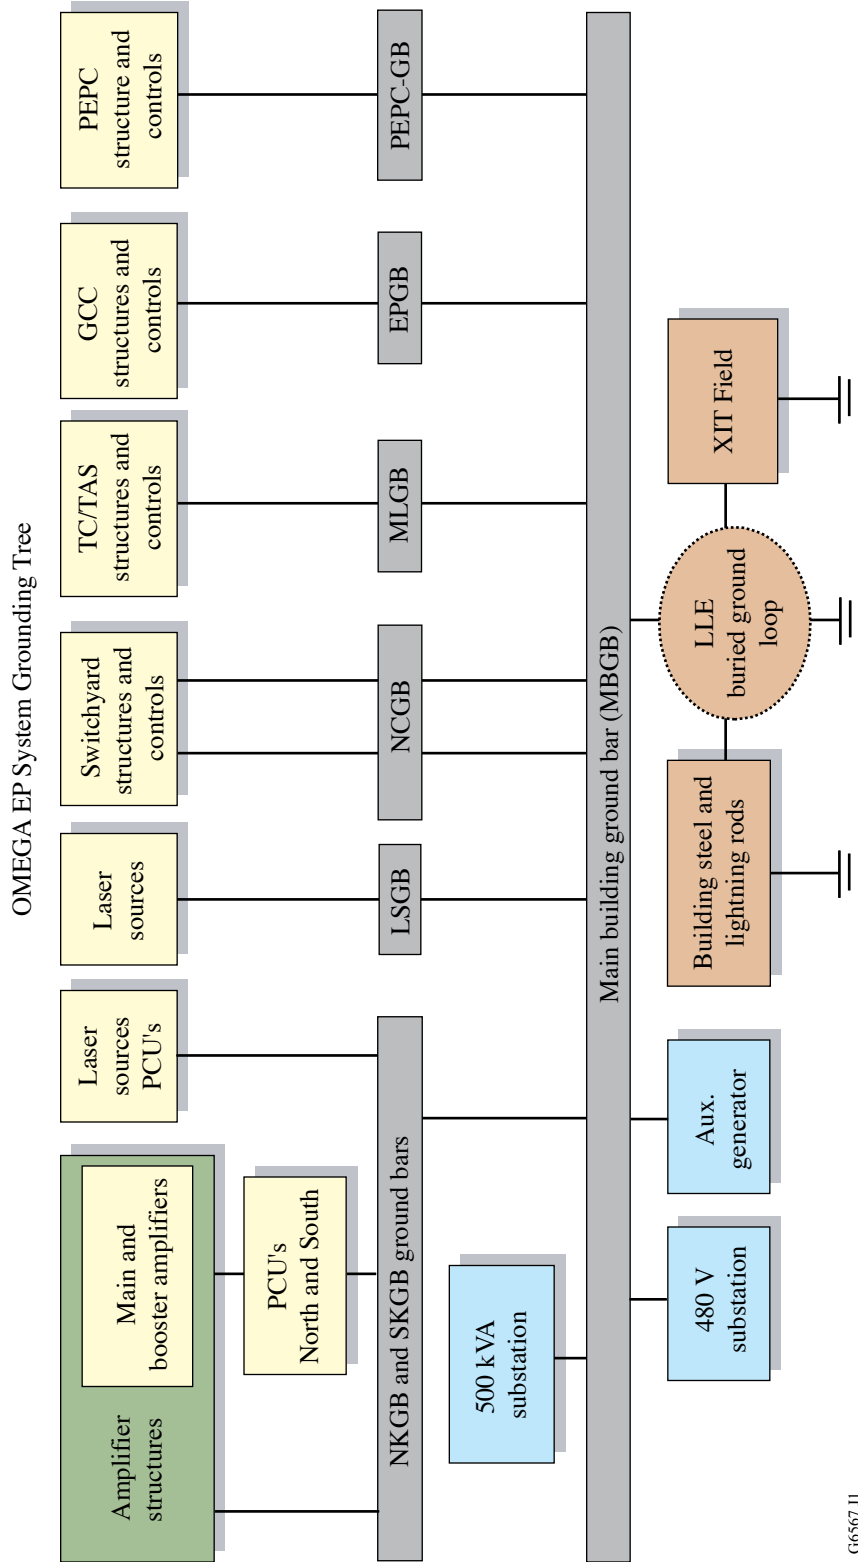 OMEGA EP System Grounding Tree
Amplifier
structures
Main and
booster amplifiers
Laser
sources
PCU's
Laser
sources
Switchyard
structures and
controls
TC/TAS
structures and
controls
GCC
structures and
controls
PEPC
structure and
controls
PCU's
North and South
NKGB and SKGB ground bars
LSGB
NCGB
MLGB
EPGB
PEPC-GB
500 kVA
substation
Main building ground bar (MBGB)
480 V
substation
Aux.
generator
Building steel and
lightning rods
LLE
buried ground
loop
XIT Field
G6567J1